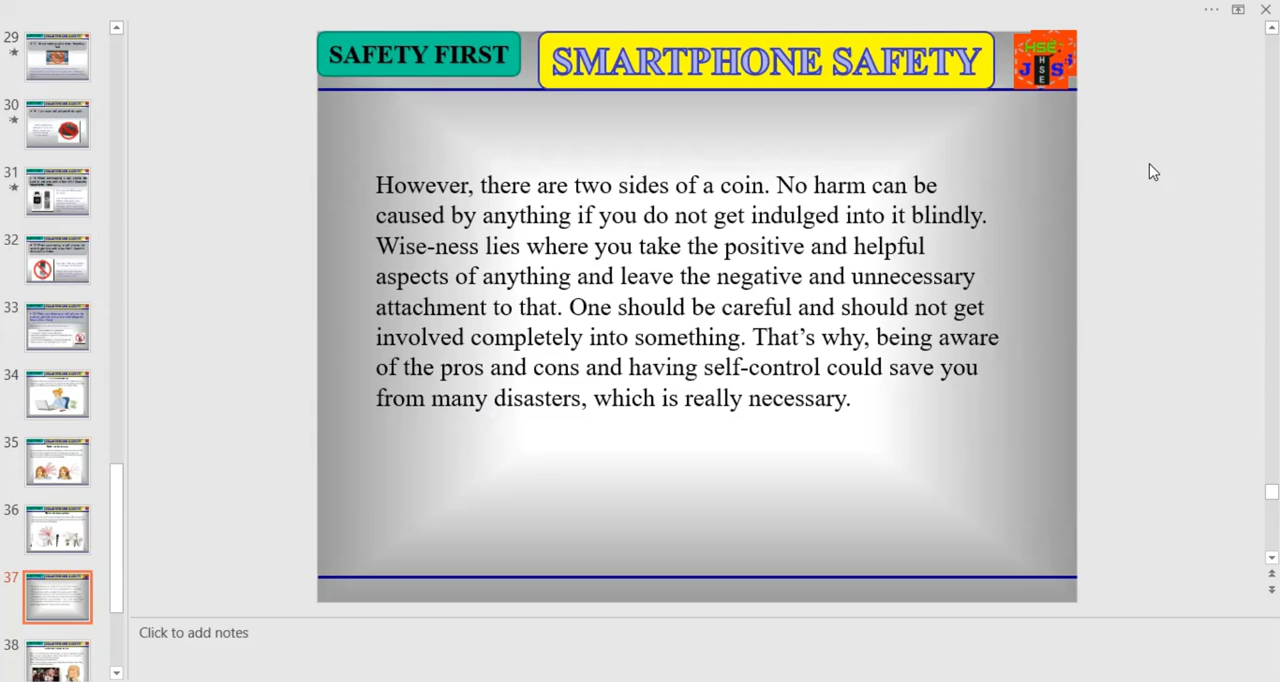 SAFETY FIRST
SMARTPHONE SAFETY
HSE
J HSE S
However, there are two sides of a coin. No harm can be
caused by anything if you do not get indulged into it blindly.
Wise-ness lies where you take the positive and helpful
aspects of anything and leave the negative and unnecessary
attachment to that. One should be careful and should not get
involved completely into something. That's why, being aware
of the pros and cons and having self-control could save you
from many disasters, which is really necessary.
Click to add notes
29
30
31
32
33
34
35
36
37
38